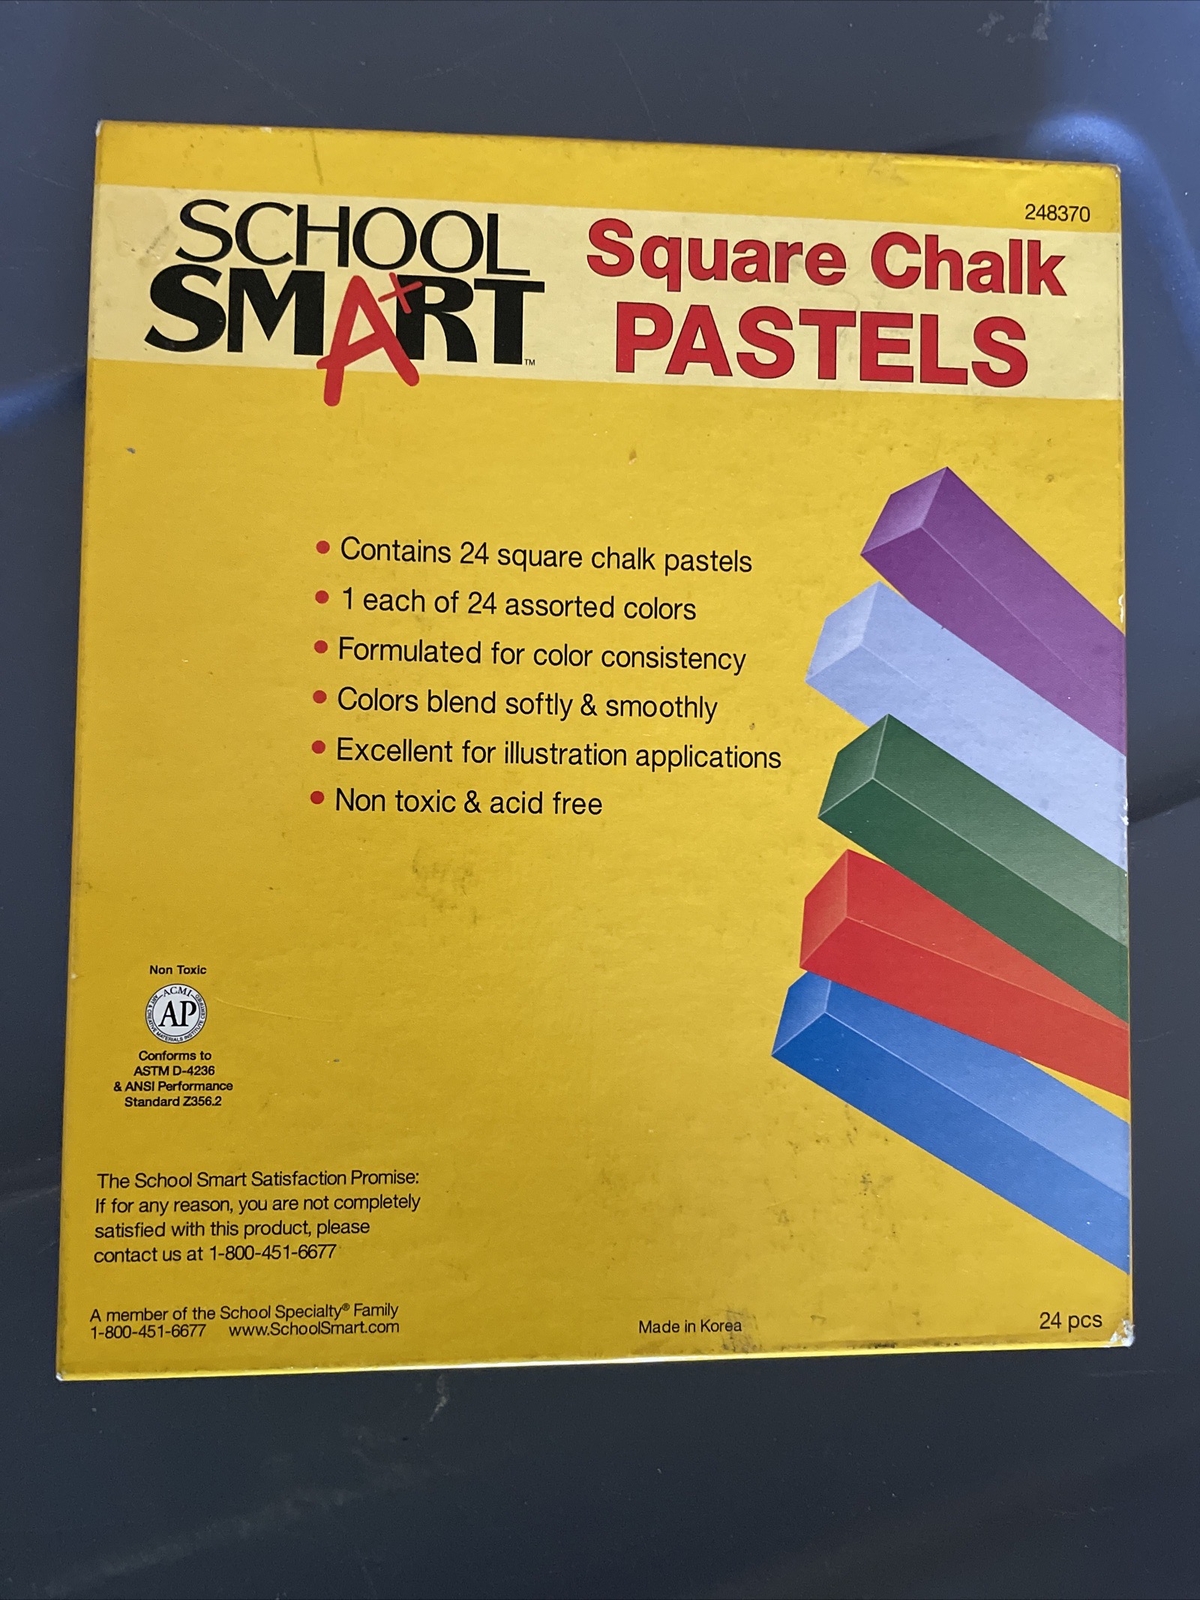 248370
SCHOOL
SMA+RT™
Square Chalk
PASTELS
• Contains 24 square chalk pastels
• 1 each of 24 assorted colors
• Formulated for color consistency
• Colors blend softly & smoothly
• Excellent for illustration applications
• Non toxic & acid free
Non Toxic
ACMI
AP
Conforms to
ASTM D-4236
& ANSI Performance
Standard Z356.2
The School Smart Satisfaction Promise:
If for any reason, you are not completely
satisfied with this product, please
contact us at 1-800-451-6677
A member of the School Specialty® Family
1-800-451-6677 www.SchoolSmart.com
Made in Korea
24 pcs